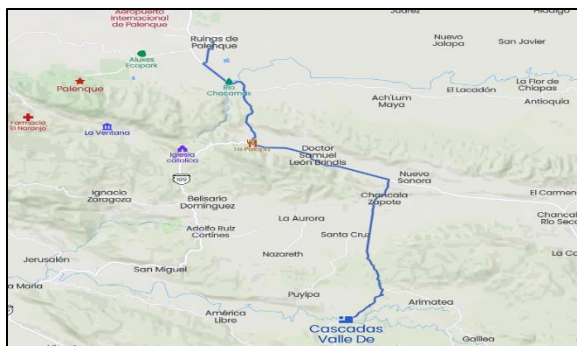 Aeropuerto
Internacional
de Palenque
Juárez
Hidalgo
Ruinas de
Palenque
Nuevo
Jalapa
San Javier
Aluxes
Ecopark
Palenque
Río
Chacamax
La Flor de
Chiapas
El Lacadón
Ach'Lum
Maya
Antioquía
Farmacia
El Naranjo
La Ventana
Iglesia
catolica
La Palapa
Doctor
Samuel
León Brindis
199
Nuevo
Sonora
Ignacio
Zaragoza
Belisario
Domínguez
Chancala
Zapote
El Carmen
La Aurora
Chancala
Río Seco
Adolfo Ruiz
Cortines
Santa Cruz
Jerusalén
Nazareth
San Miguel
Puyipa
Arimatea
América
Libre
Cascadas
Valle De
Galilea